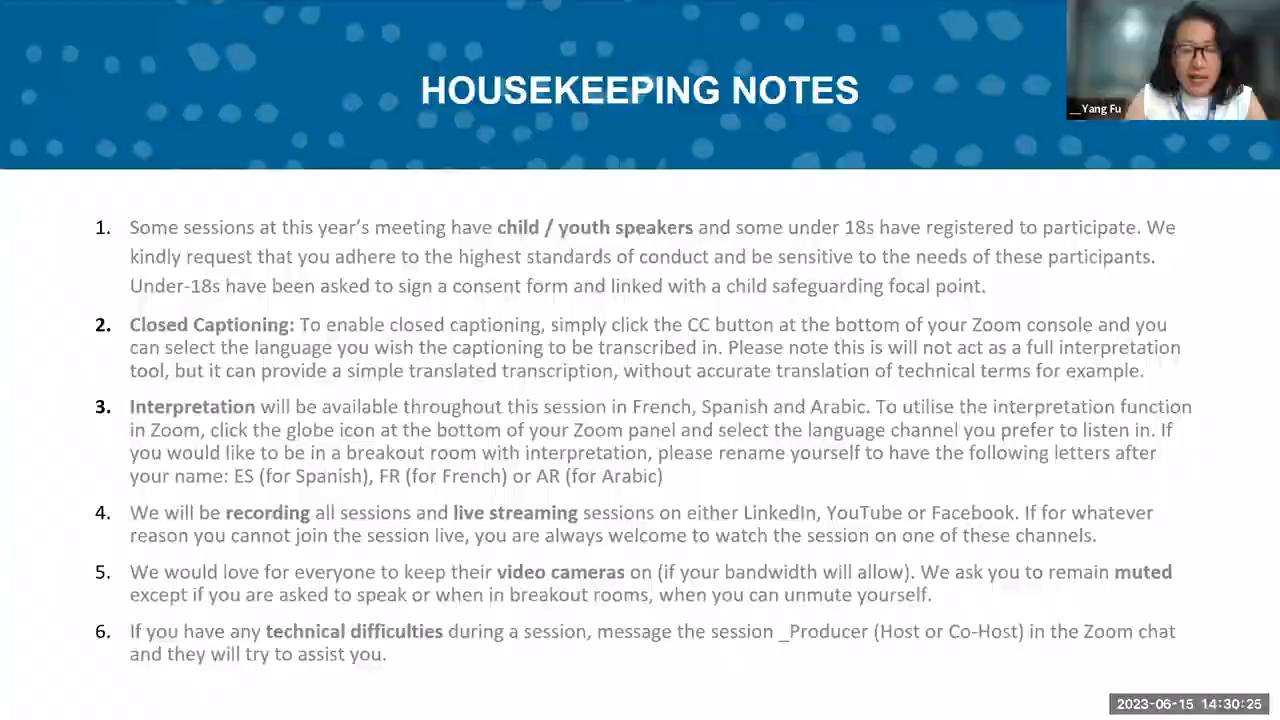 HOUSEKEEPING NOTES
__Yang Fu
1. Some sessions at this year's meeting have child / youth speakers and some under 18s have registered to participate. We
kindly request that you adhere to the highest standards of conduct and be sensitive to the needs of these participants.
Under-18s have been asked to sign a consent form and linked with a child safeguarding focal point.
2. Closed Captioning: To enable closed captioning, simply click the CC button at the bottom of your Zoom console and you
can select the language you wish the captioning to be transcribed in. Please note this is will not act as a full interpretation
tool, but it can provide a simple translated transcription, without accurate translation of technical terms for example.
3. Interpretation will be available throughout this session in French, Spanish and Arabic. To utilise the interpretation function
in Zoom, click the globe icon at the bottom of your Zoom panel and select the language channel you prefer to listen in. If
you would like to be in a breakout room with interpretation, please rename yourself to have the following letters after
your name: ES (for Spanish), FR (for French) or AR (for Arabic)
4. We will be recording all sessions and live streaming sessions on either LinkedIn, YouTube or Facebook. If for whatever
reason you cannot join the session live, you are always welcome to watch the session on one of these channels.
5. We would love for everyone to keep their video cameras on (if your bandwidth will allow). We ask you to remain muted
except if you are asked to speak or when in breakout rooms, when you can unmute yourself.
6. If you have any technical difficulties during a session, message the session _Producer (Host or Co-Host) in the Zoom chat
and they will try to assist you.
2023-06-15 14:30:25